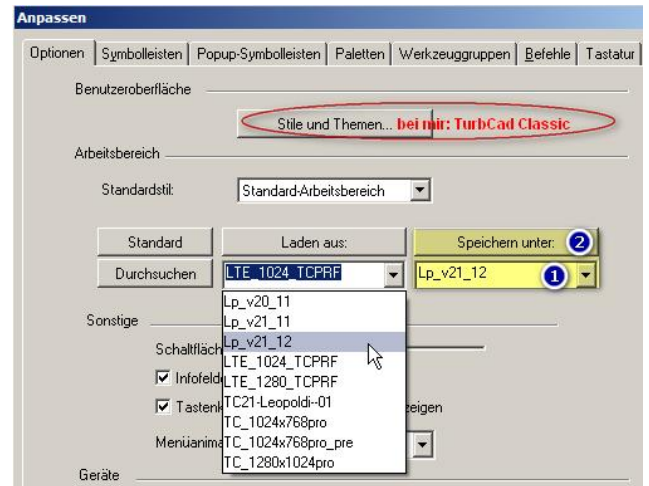 Anpassen
Optionen Symbolleisten Popup-Symbolleisten Paletten Werkzeuggruppen Befehle Tastatur
Benutzeroberfläche
Stile und Themen... bei mir: TurbCad Classic
Arbeitsbereich
Standardstil: Standard-Arbeitsbereich
Standard Laden aus: Speichern unter: 2
Durchsuchen LTE_1024_TCPRF Lp_v21_12 1
Lp_v20_11
Sonstige Lp_v21_11
Lp_v21_12
Schaltfläch LTE_1024_TCPRF
Infofeld LTE_1280_TCPRF
Tastenk TC21-Leopoldi--01 zeigen
TC_1024x768pro
Menüanima TC_1024x768pro_pre
TC_1280x1024pro
Geräte